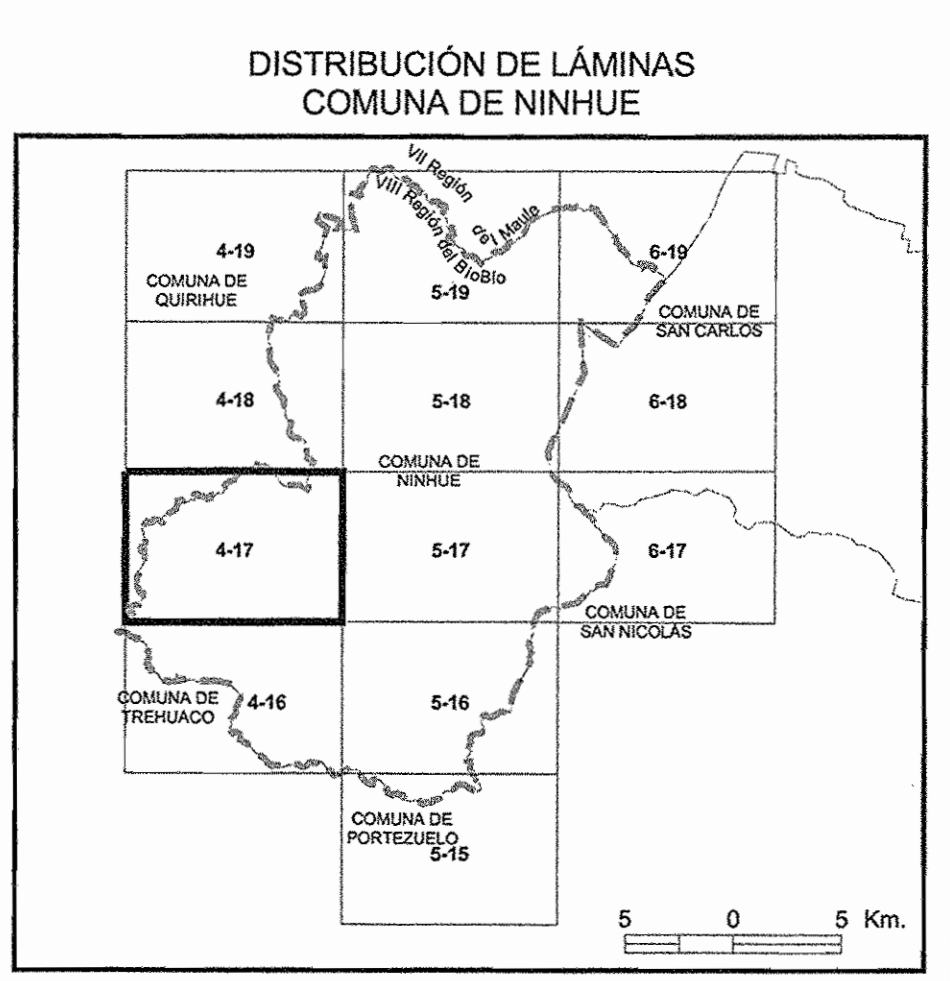 DISTRIBUCIÓN DE LÁMINAS
COMUNA DE NINHUE
VII Región
del Maule
VIII Región del BíoBío
4-19
5-19
6-19
COMUNA DE
QUIRIHUE
COMUNA DE
SAN CARLOS
4-18
5-18
6-18
COMUNA DE
NINHUE
4-17
5-17
6-17
COMUNA DE
SAN NICOLÁS
COMUNA DE
TREHUACO
4-16
5-16
COMUNA DE
PORTEZUELO
5-15
5 0 5 Km.